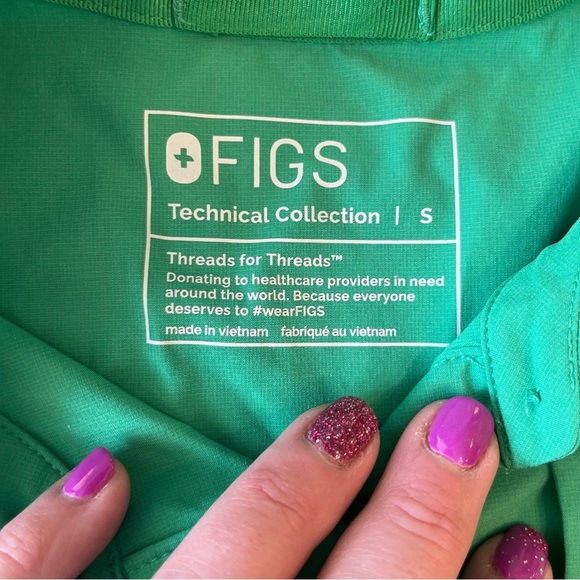 FIGS
Technical Collection | S
Threads for Threads™
Donating to healthcare providers in need
around the world. Because everyone
deserves to #wearFIGS
made in vietnam fabriqué au vietnam